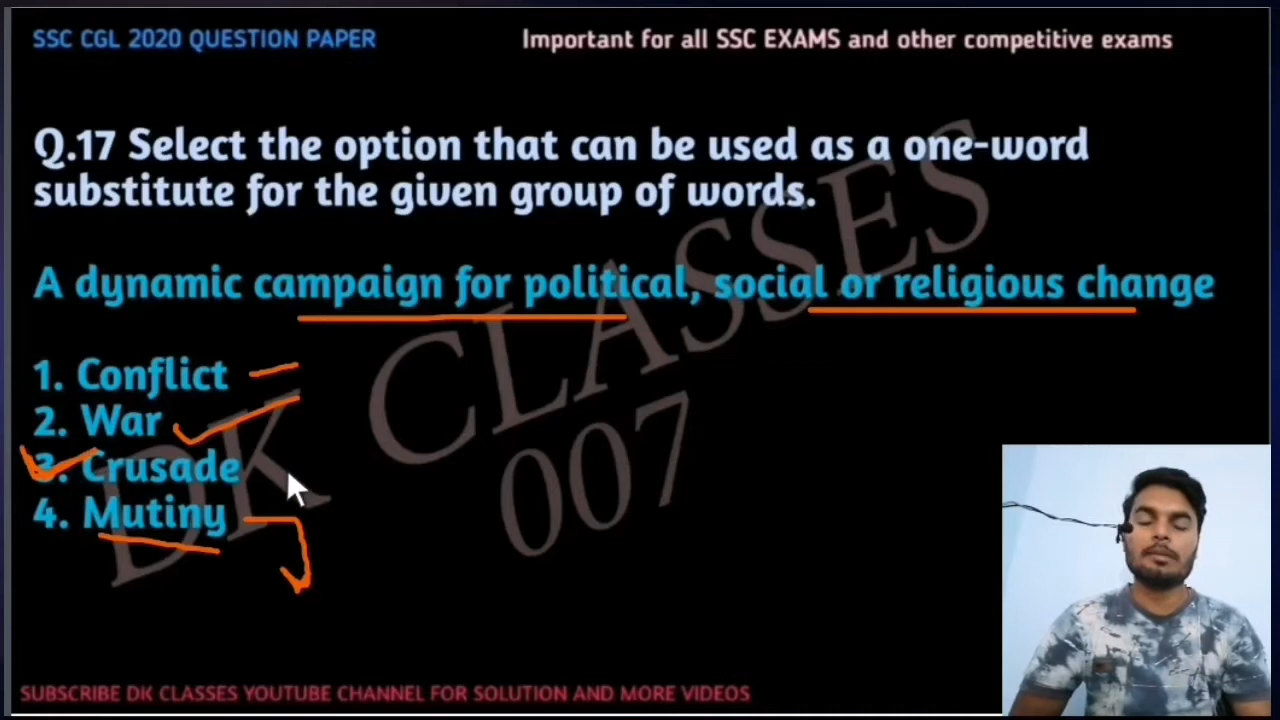 SSC CGL 2020 QUESTION PAPER
Important for all SSC EXAMS and other competitive exams
Q.17 Select the option that can be used as a one-word
substitute for the given group of words.
A dynamic campaign for political, social or religious change
1. Conflict
2. War
3. Crusade
4. Mutiny
DK CLASSES
007
SUBSCRIBE DK CLASSES YOUTUBE CHANNEL FOR SOLUTION AND MORE VIDEOS